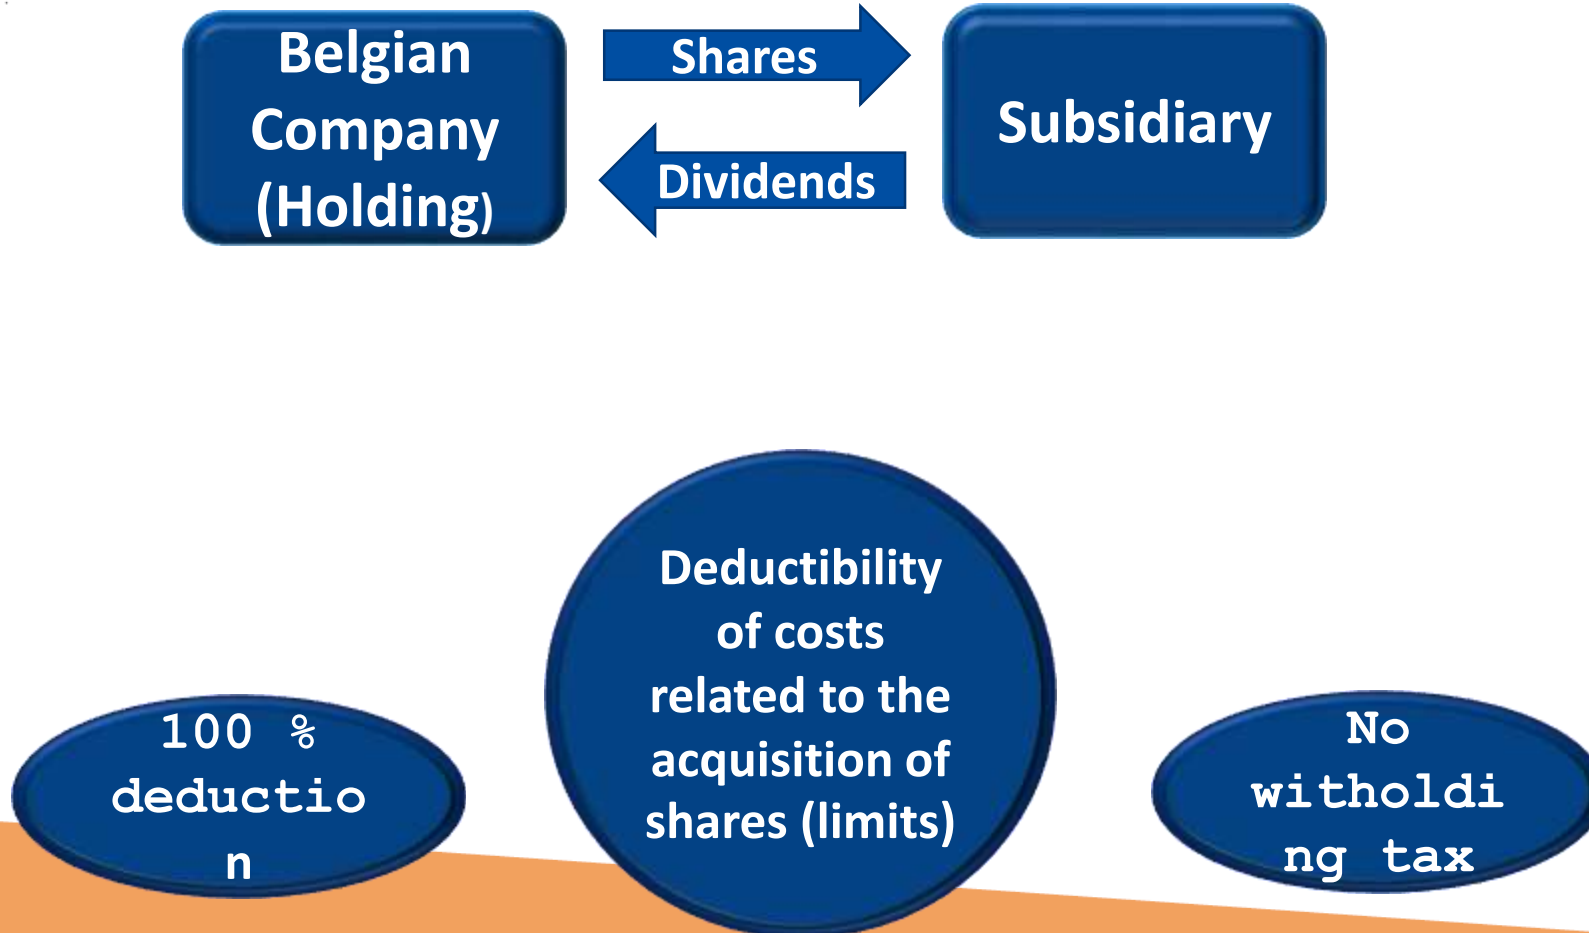 Belgian
Company
(Holding)
Shares
Dividends
Subsidiary
Deductibility
of costs
related to the
acquisition of
shares (limits)
100 %
deductio
n
No
witholdi
ng tax